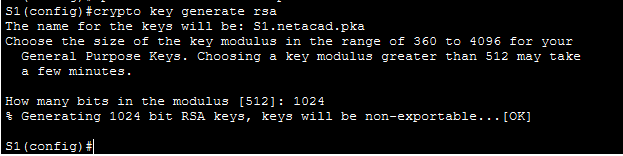 S1(config)#crypto key generate rsa
The name for the keys will be: S1.netacad.pka
Choose the size of the key modulus in the range of 360 to 4096 for your
General Purpose Keys. Choosing a key modulus greater than 512 may take
a few minutes.
How many bits in the modulus [512]: 1024
% Generating 1024 bit RSA keys, keys will be non-exportable...[OK]
S1(config)#